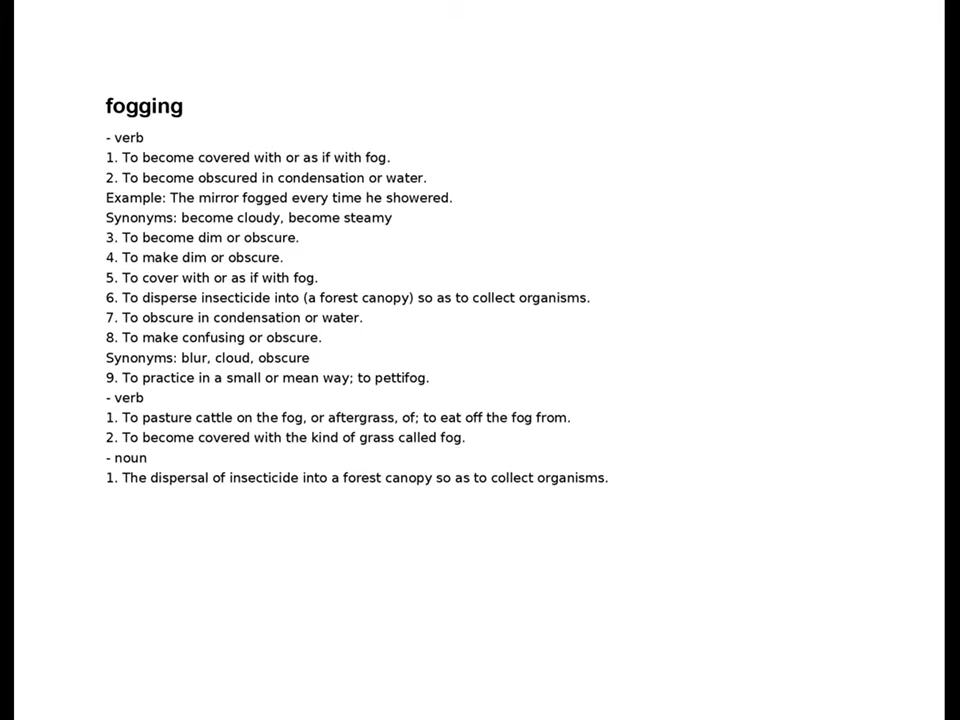 fogging
- verb
1. To become covered with or as if with fog.
2. To become obscured in condensation or water.
Example: The mirror fogged every time he showered.
Synonyms: become cloudy, become steamy
3. To become dim or obscure.
4. To make dim or obscure.
5. To cover with or as if with fog.
6. To disperse insecticide into (a forest canopy) so as to collect organisms.
7. To obscure in condensation or water.
8. To make confusing or obscure.
Synonyms: blur, cloud, obscure
9. To practice in a small or mean way; to pettifog.
- verb
1. To pasture cattle on the fog, or aftergrass, of; to eat off the fog from.
2. To become covered with the kind of grass called fog.
- noun
1. The dispersal of insecticide into a forest canopy so as to collect organisms.